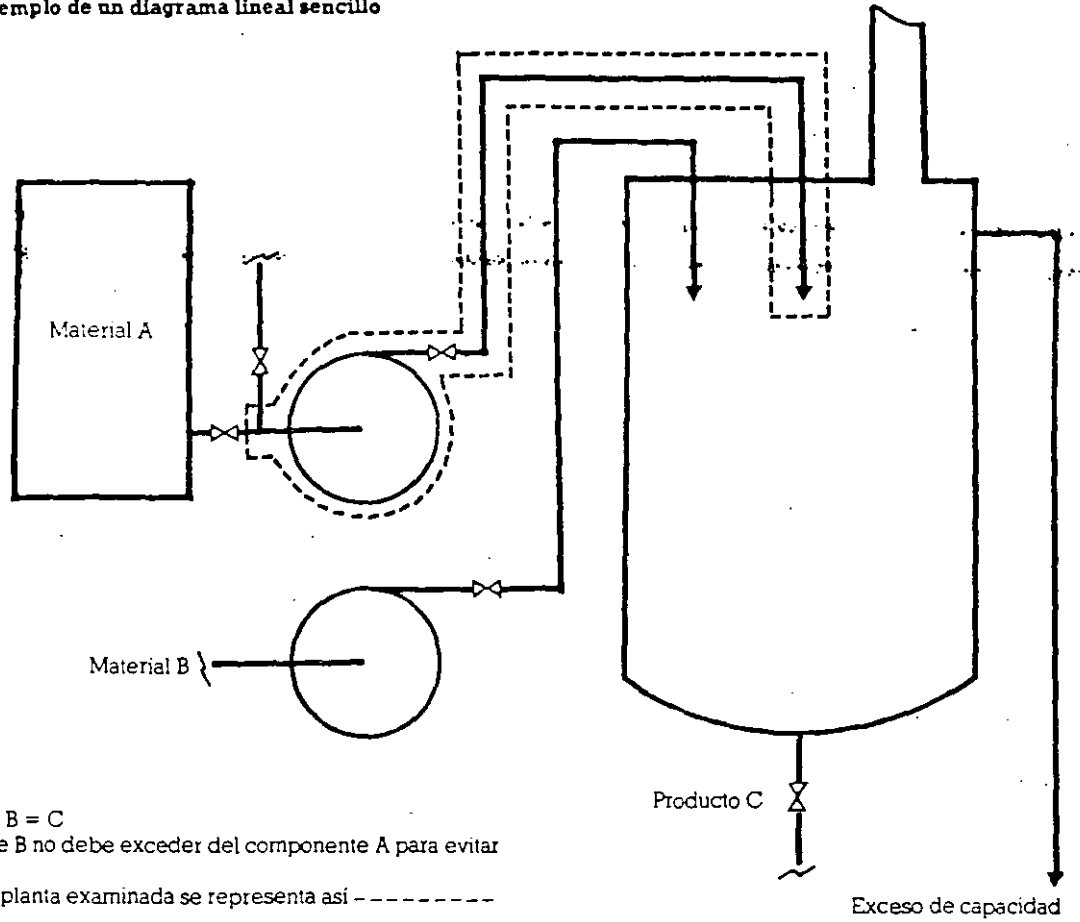 emplo de un diagrama lineal sencillo
Material A
Material B
Producto C
B = C
e B no debe exceder del componente A para evitar
planta examinada se representa así ---------
Exceso de capacidad